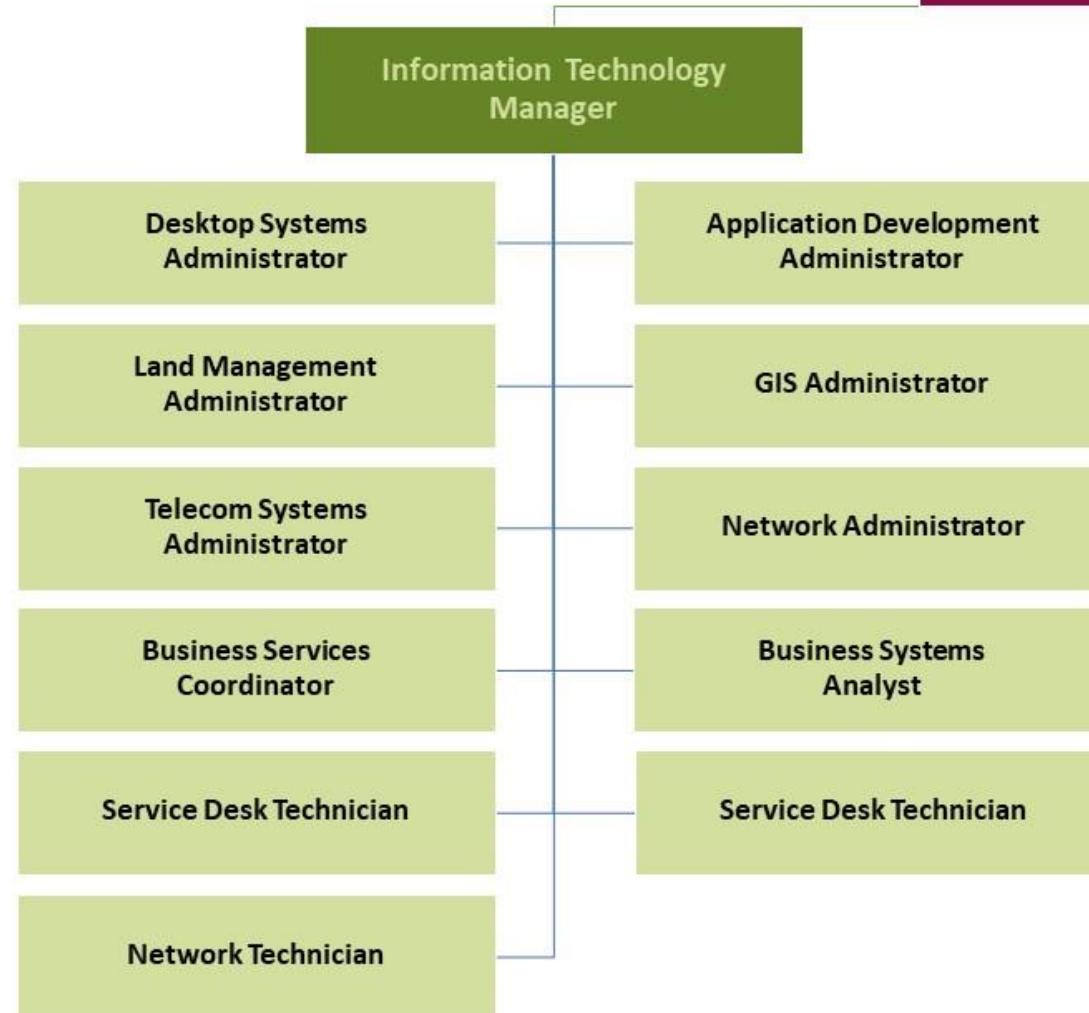 Information Technology
Manager
Desktop Systems
Administrator
Application Development
Administrator
Land Management
Administrator
GIS Administrator
Telecom Systems
Administrator
Network Administrator
Business Services
Coordinator
Business Systems
Analyst
Service Desk Technician
Service Desk Technician
Network Technician